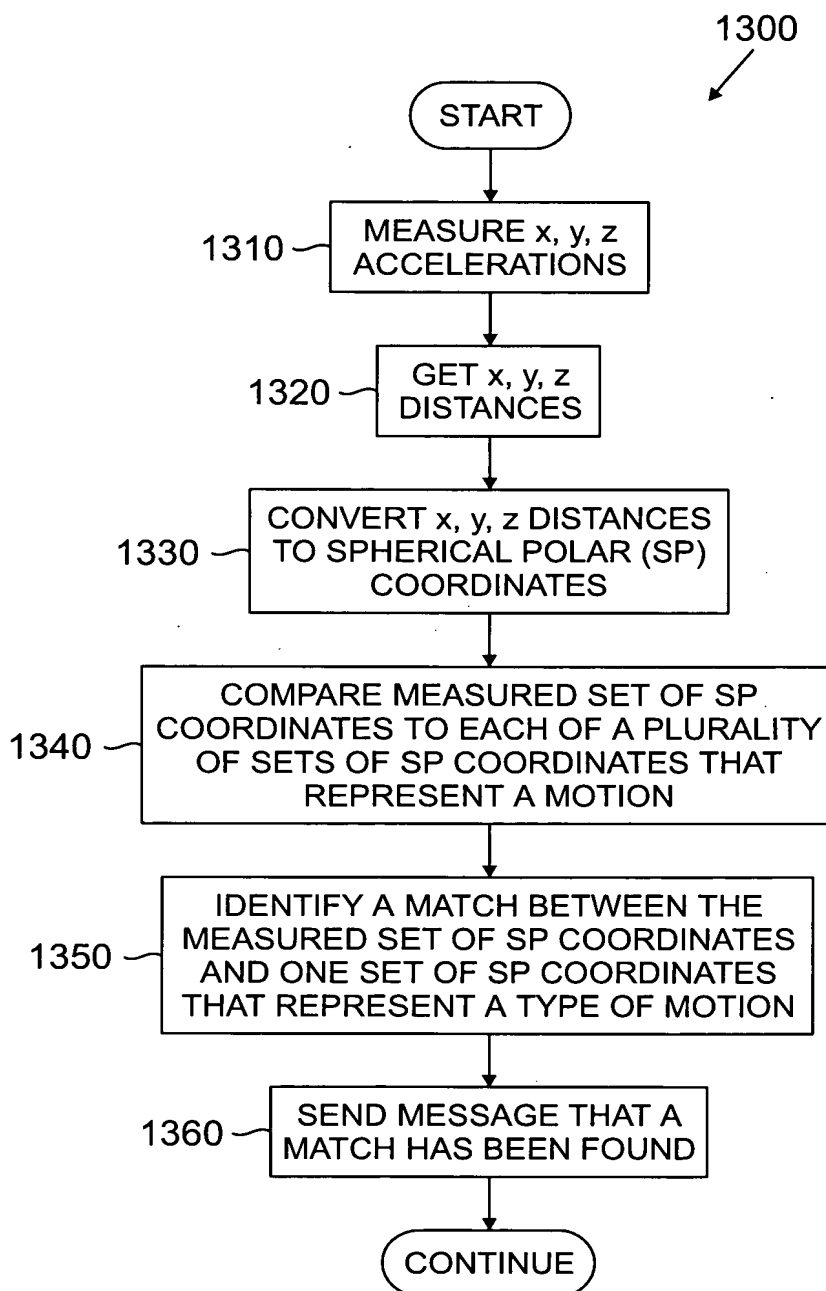 1300
START
1310
MEASURE x, y, z
ACCELERATIONS
1320
GET x, y, z
DISTANCES
1330
CONVERT x, y, z DISTANCES
TO SPHERICAL POLAR (SP)
COORDINATES
1340
COMPARE MEASURED SET OF SP
COORDINATES TO EACH OF A PLURALITY
OF SETS OF SP COORDINATES THAT
REPRESENT A MOTION
1350
IDENTIFY A MATCH BETWEEN THE
MEASURED SET OF SP COORDINATES
AND ONE SET OF SP COORDINATES
THAT REPRESENT A TYPE OF MOTION
1360
SEND MESSAGE THAT A
MATCH HAS BEEN FOUND
CONTINUE